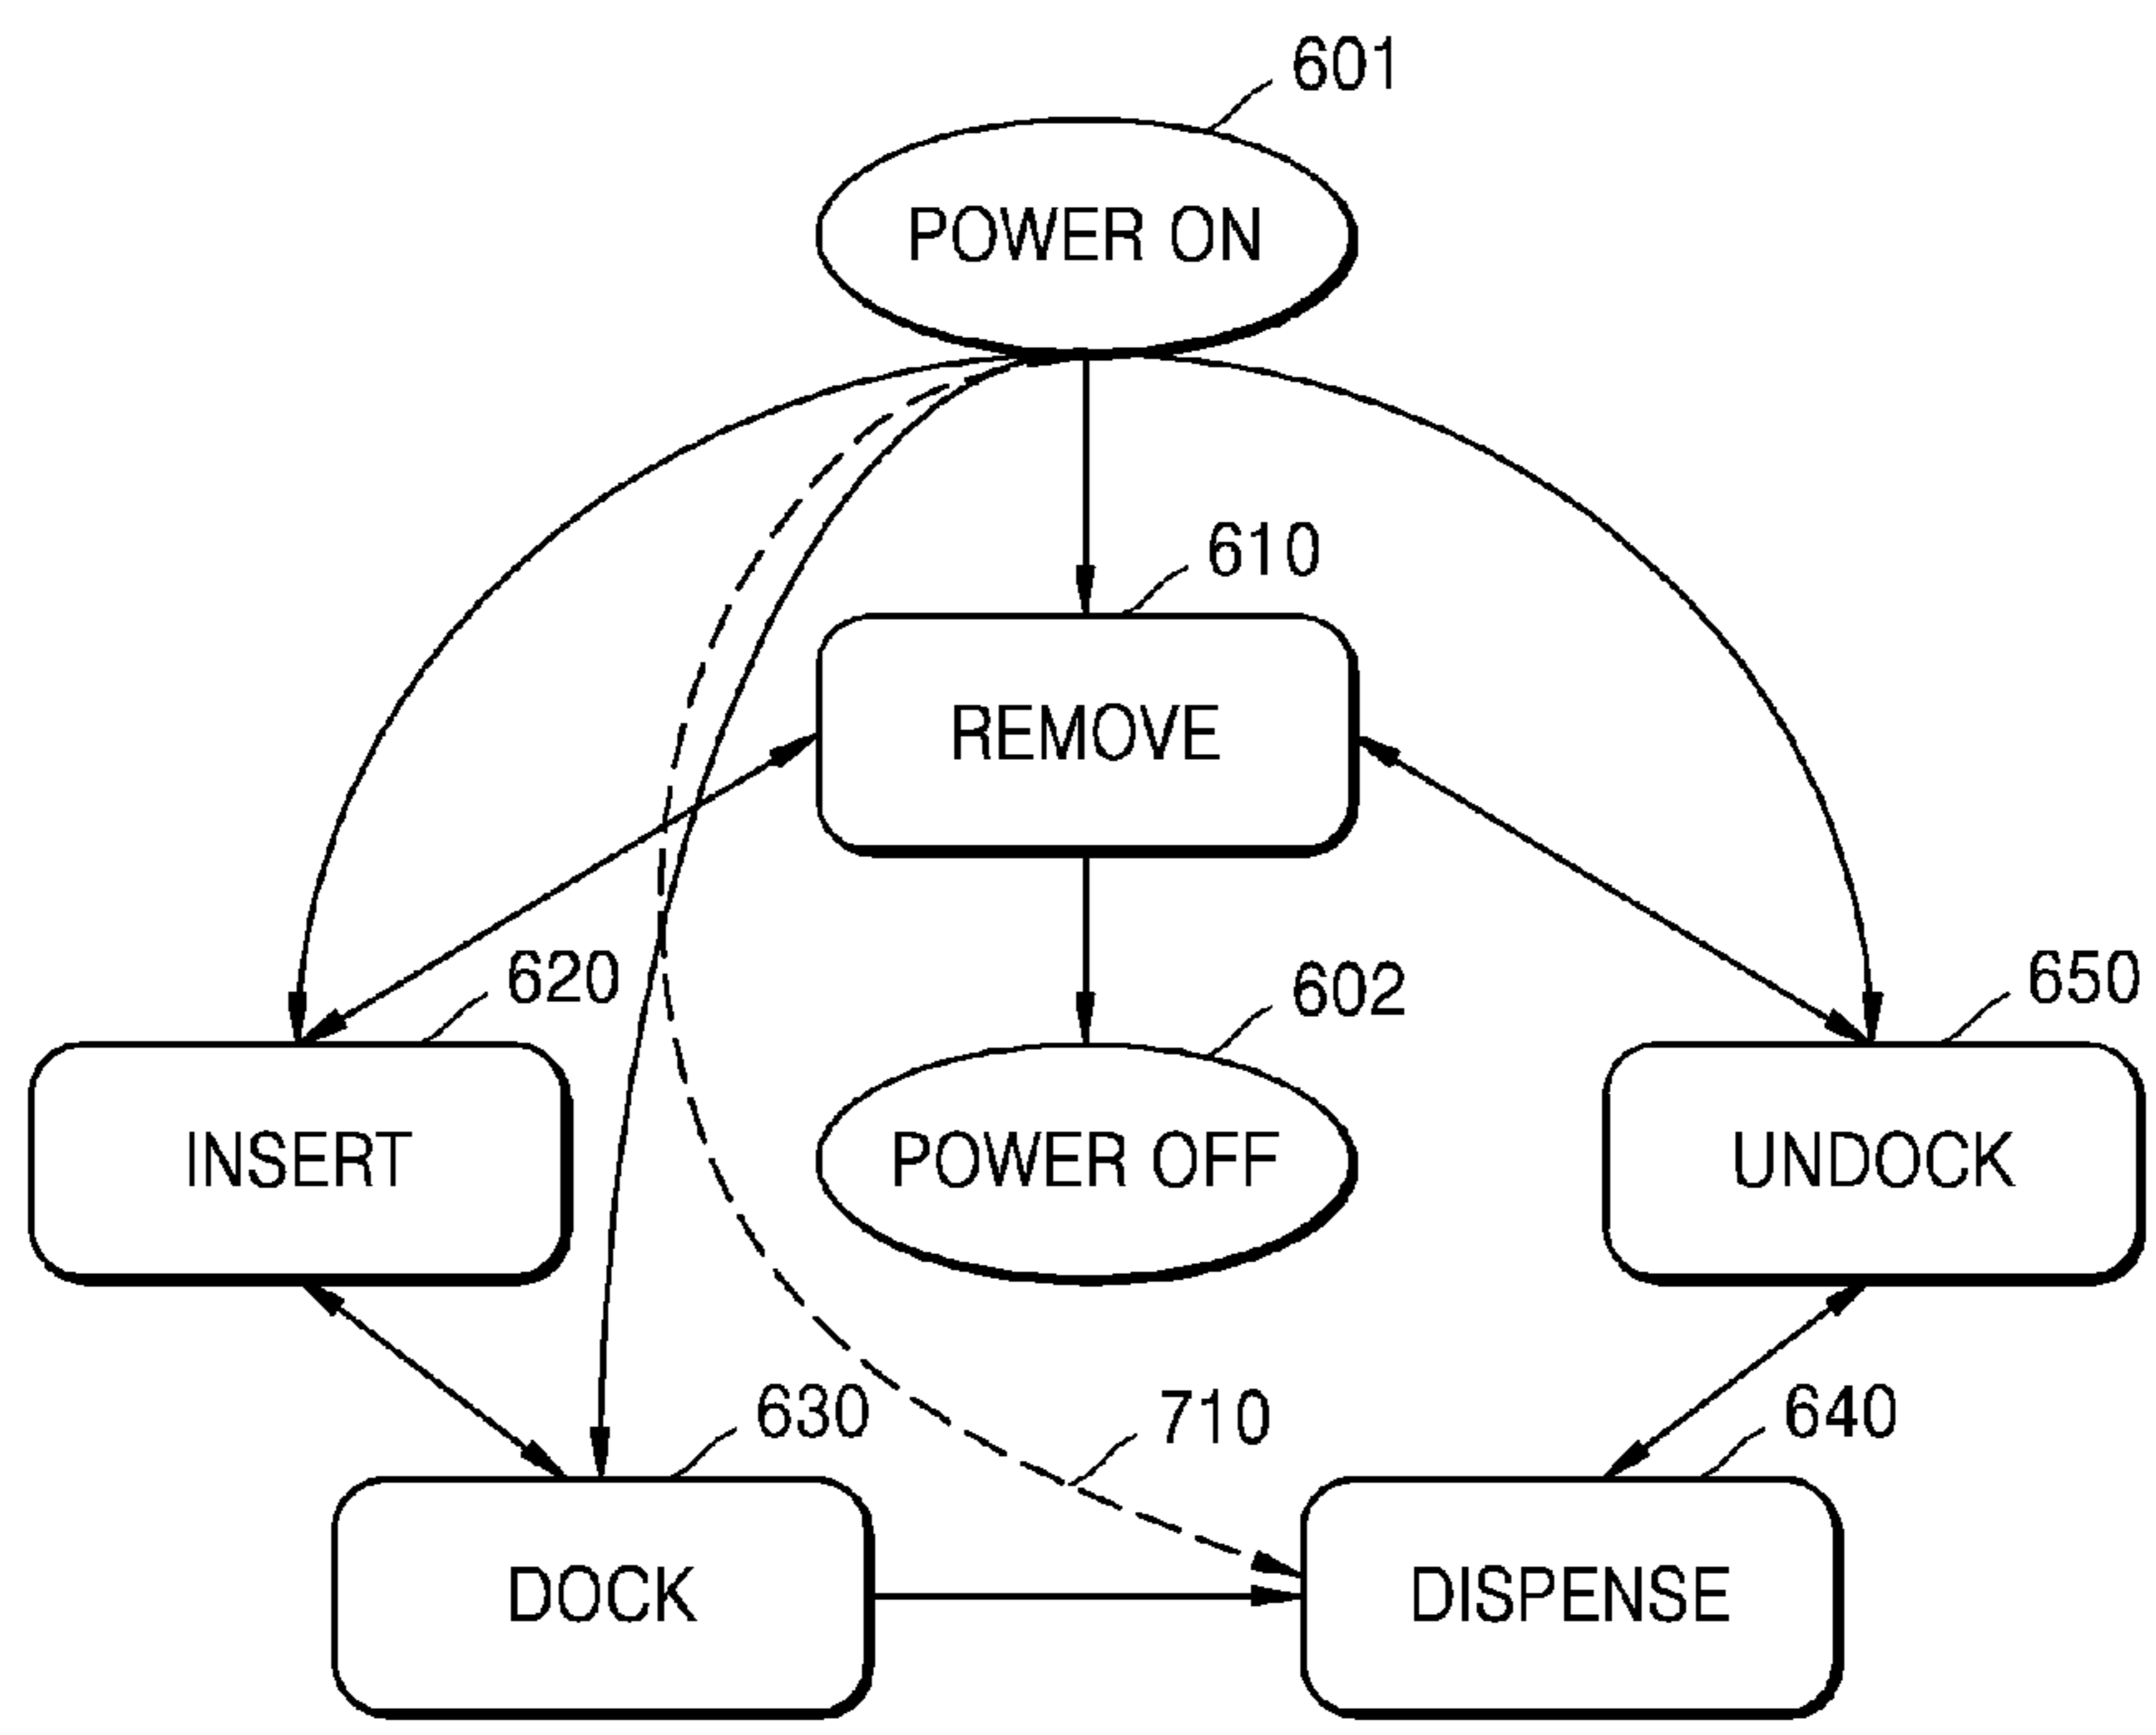 601
POWER ON
610
REMOVE
620
602
650
INSERT
POWER OFF
UNDOCK
630
710
640
DOCK
DISPENSE